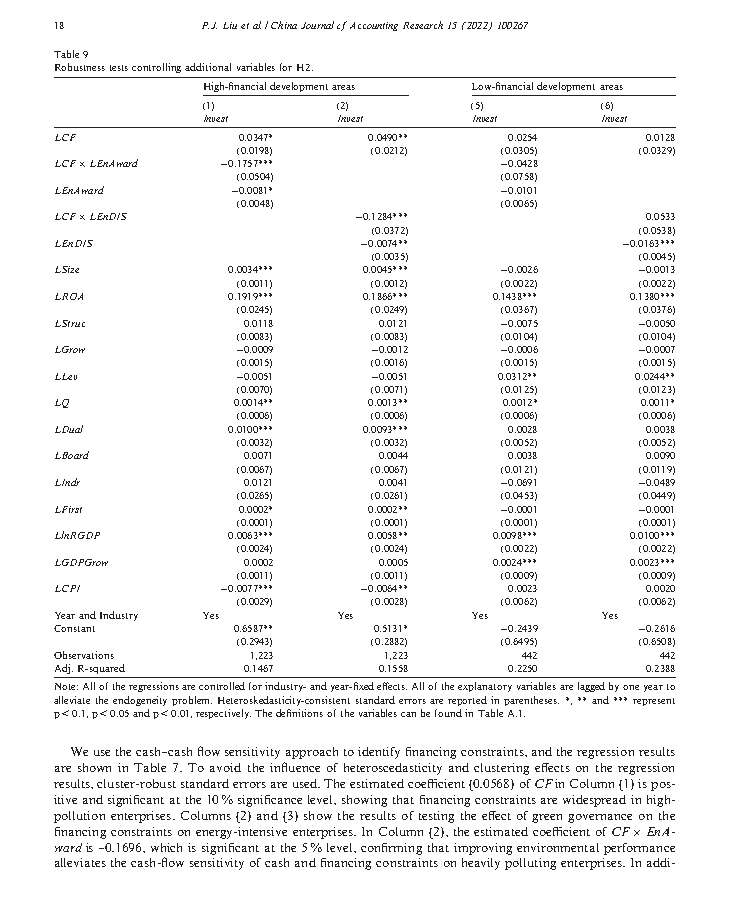 18 P.J. Liu et al. / China Journal of Accounting Research 15 (2022) 100267
Table 9
Robustness tests controlling additional variables for H2.
High-financial development areas Low-financial development areas
(1) (2) (5) (6)
Invest Invest Invest Invest
LCF 0.0347* 0.0490** 0.0254 0.0128
(0.0198) (0.0212) (0.0305) (0.0329)
LCF × LEnAward −0.1757*** −0.0428
(0.0504) (0.0758)
LEnAward −0.0081* −0.0101
(0.0048) (0.0065)
LCF × LEnDIS −0.1284*** 0.0533
(0.0372) (0.0538)
LEnDIS −0.0074** −0.0163***
(0.0035) (0.0045)
LSize 0.0034*** 0.0045*** −0.0026 −0.0013
(0.0011) (0.0012) (0.0022) (0.0022)
LROA 0.1919*** 0.1866*** 0.1438*** 0.1380***
(0.0245) (0.0249) (0.0367) (0.0376)
LStruc 0.0118 0.0121 −0.0075 −0.0050
(0.0083) (0.0083) (0.0104) (0.0104)
LGrow −0.0009 −0.0012 −0.0006 −0.0007
(0.0015) (0.0016) (0.0015) (0.0015)
LLev −0.0051 −0.0051 0.0312** 0.0244**
(0.0070) (0.0071) (0.0125) (0.0123)
LQ 0.0014** 0.0013** 0.0012* 0.0011*
(0.0006) (0.0006) (0.0006) (0.0006)
LDual 0.0100*** 0.0093*** 0.0028 0.0038
(0.0032) (0.0032) (0.0052) (0.0052)
LBoard 0.0071 0.0044 0.0038 0.0090
(0.0067) (0.0067) (0.0121) (0.0119)
LIndr 0.0121 0.0041 −0.0691 −0.0489
(0.0265) (0.0261) (0.0453) (0.0449)
LFirst 0.0002* 0.0002** −0.0001 −0.0001
(0.0001) (0.0001) (0.0001) (0.0001)
LlnRGDP 0.0063*** 0.0058** 0.0098*** 0.0100***
(0.0024) (0.0024) (0.0022) (0.0022)
LGDPGrow 0.0002 0.0005 0.0024*** 0.0023***
(0.0011) (0.0011) (0.0009) (0.0009)
LCPI −0.0077*** −0.0064** 0.0023 0.0020
(0.0029) (0.0028) (0.0062) (0.0062)
Year and Industry Yes Yes Yes Yes
Constant 0.6587** 0.5131* −0.2439 −0.2616
(0.2943) (0.2882) (0.6495) (0.6508)
Observations 1,223 1,223 442 442
Adj. R-squared 0.1467 0.1558 0.2250 0.2388
Note: All of the regressions are controlled for industry- and year-fixed effects. All of the explanatory variables are lagged by one year to
alleviate the endogeneity problem. Heteroskedasticity-consistent standard errors are reported in parentheses. *, ** and *** represent
p < 0.1, p < 0.05 and p < 0.01, respectively. The definitions of the variables can be found in Table A.1.
We use the cash–cash flow sensitivity approach to identify financing constraints, and the regression results
are shown in Table 7. To avoid the influence of heteroscedasticity and clustering effects on the regression
results, cluster-robust standard errors are used. The estimated coefficient (0.0568) of CF in Column (1) is pos-
itive and significant at the 10 % significance level, showing that financing constraints are widespread in high-
pollution enterprises. Columns (2) and (3) show the results of testing the effect of green governance on the
financing constraints on energy-intensive enterprises. In Column (2), the estimated coefficient of CF × EnA-
ward is –0.1696, which is significant at the 5 % level, confirming that improving environmental performance
alleviates the cash-flow sensitivity of cash and financing constraints on heavily polluting enterprises. In addi-